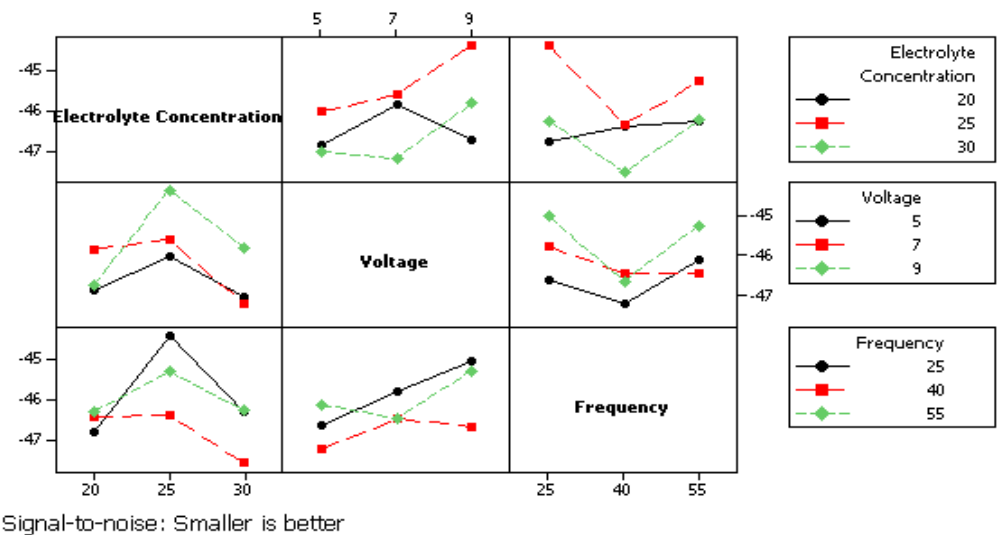 5 7 9
-45
-46
-47
Electrolyte Concentration
Electrolyte
Concentration
20
25
30
Voltage
-45
-46
-47
Voltage
5
7
9
-45
-46
-47
Frequency
Frequency
25
40
55
20 25 30
25 40 55
Signal-to-noise: Smaller is better